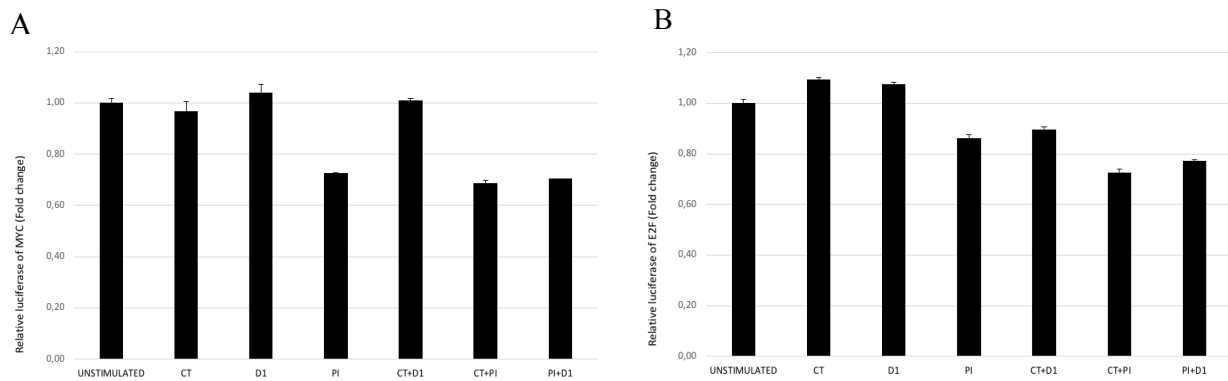 A
Relative luciferase of MYC (Fold change)
1,20
1,00
0,80
0,60
0,40
0,20
0,00
UNSTIMULATED CT D1 PI CT+D1 CT+PI PI+D1
B
Relative luciferase of E2F (Fold change)
1,20
1,00
0,80
0,60
0,40
0,20
0,00
UNSTIMULATED CT D1 PI CT+D1 CT+PI PI+D1